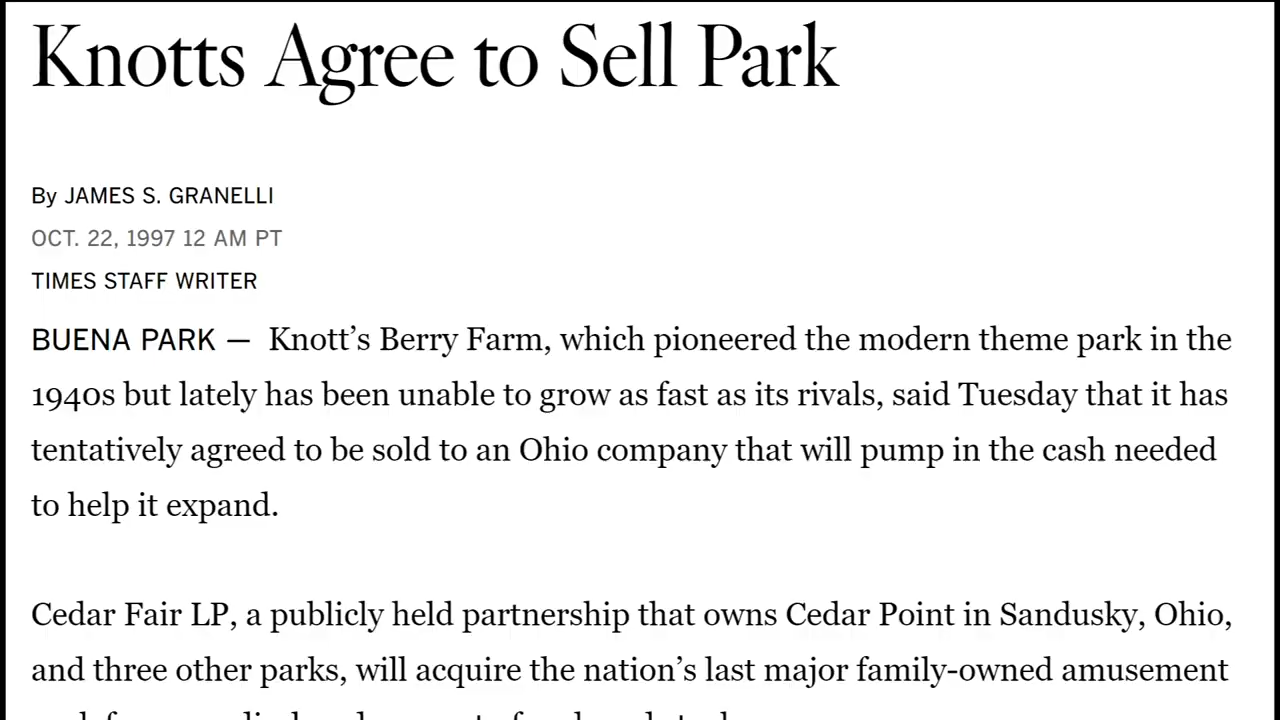 Knotts Agree to Sell Park
By JAMES S. GRANELLI
OCT. 22, 1997 12 AM PT
TIMES STAFF WRITER
BUENA PARK — Knott’s Berry Farm, which pioneered the modern theme park in the
1940s but lately has been unable to grow as fast as its rivals, said Tuesday that it has
tentatively agreed to be sold to an Ohio company that will pump in the cash needed
to help it expand.
Cedar Fair LP, a publicly held partnership that owns Cedar Point in Sandusky, Ohio,
and three other parks, will acquire the nation’s last major family-owned amusement